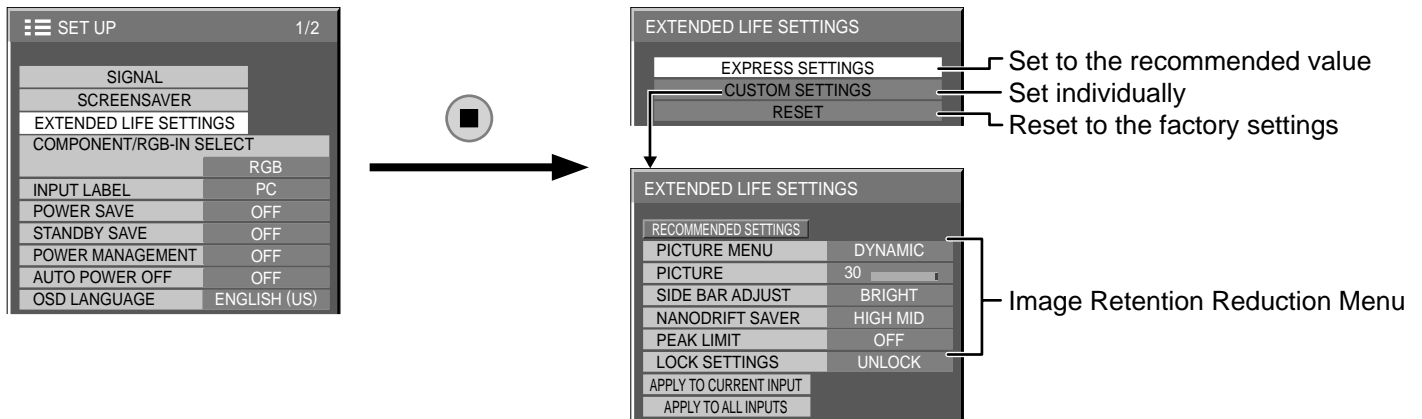 SET UP 1/2
SIGNAL
SCREENSAVER
EXTENDED LIFE SETTINGS
COMPONENT/RGB-IN SELECT
RGB
INPUT LABEL PC
POWER SAVE OFF
STANDBY SAVE OFF
POWER MANAGEMENT OFF
AUTO POWER OFF OFF
OSD LANGUAGE ENGLISH (US)
EXTENDED LIFE SETTINGS
EXPRESS SETTINGS
CUSTOM SETTINGS
RESET
Set to the recommended value
Set individually
Reset to the factory settings
EXTENDED LIFE SETTINGS
RECOMMENDED SETTINGS
PICTURE MENU DYNAMIC
PICTURE 30
SIDE BAR ADJUST BRIGHT
NANODRIFT SAVER HIGH MID
PEAK LIMIT OFF
LOCK SETTINGS UNLOCK
APPLY TO CURRENT INPUT
APPLY TO ALL INPUTS
Image Retention Reduction Menu